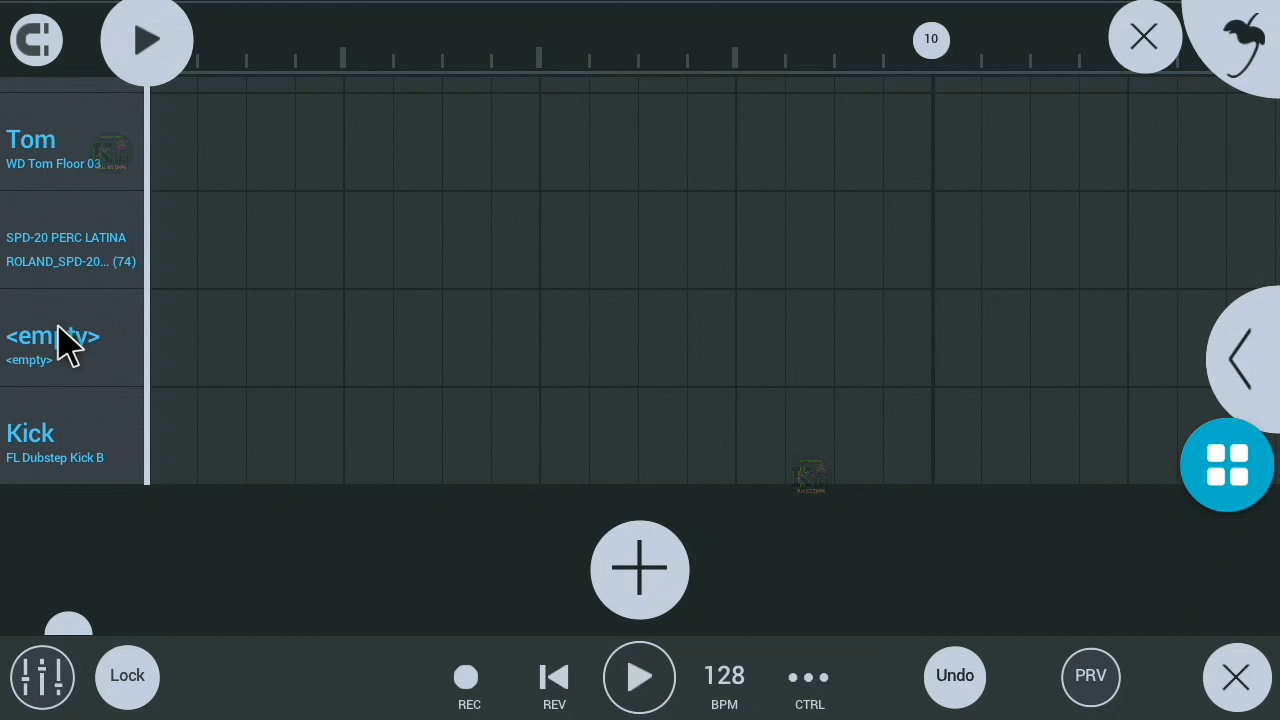 10
Tom
WD Tom Floor 03
SPD-20 PERC LATINA
ROLAND_SPD-20... (74)
<empty>
<empty>
Kick
FL Dubstep Kick B
Lock
REC
REV
128
BPM
CTRL
Undo
PRV